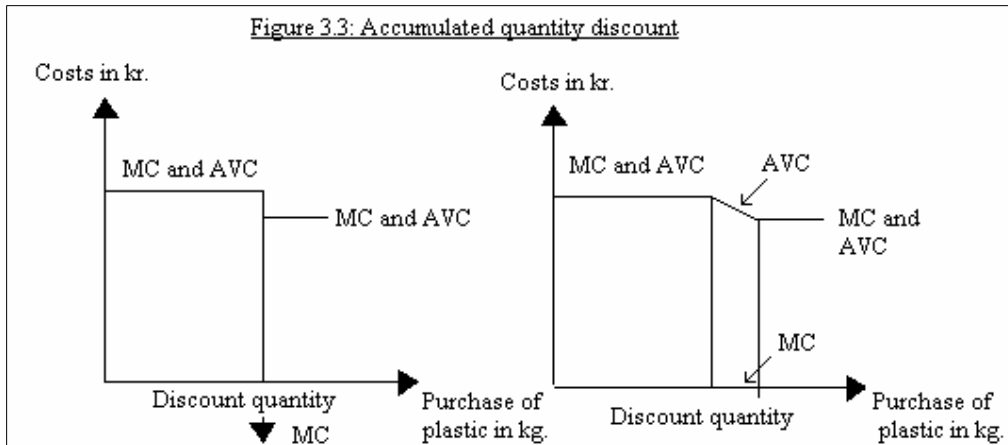 Figure 3.3: Accumulated quantity discount
Costs in kr.
MC and AVC
MC and AVC
Discount quantity
MC
Purchase of
plastic in kg.
Costs in kr.
MC and AVC
AVC
MC and
AVC
MC
Discount quantity
Purchase of
plastic in kg.